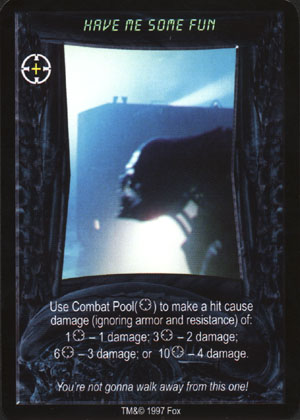 HAVE ME SOME FUN
Use Combat Pool() to make a hit cause
damage (ignoring armor and resistance) of:
1 – 1 damage; 3 – 2 damage;
6 – 3 damage; or 10 – 4 damage.
You're not gonna walk away from this one!
TM&© 1997 Fox